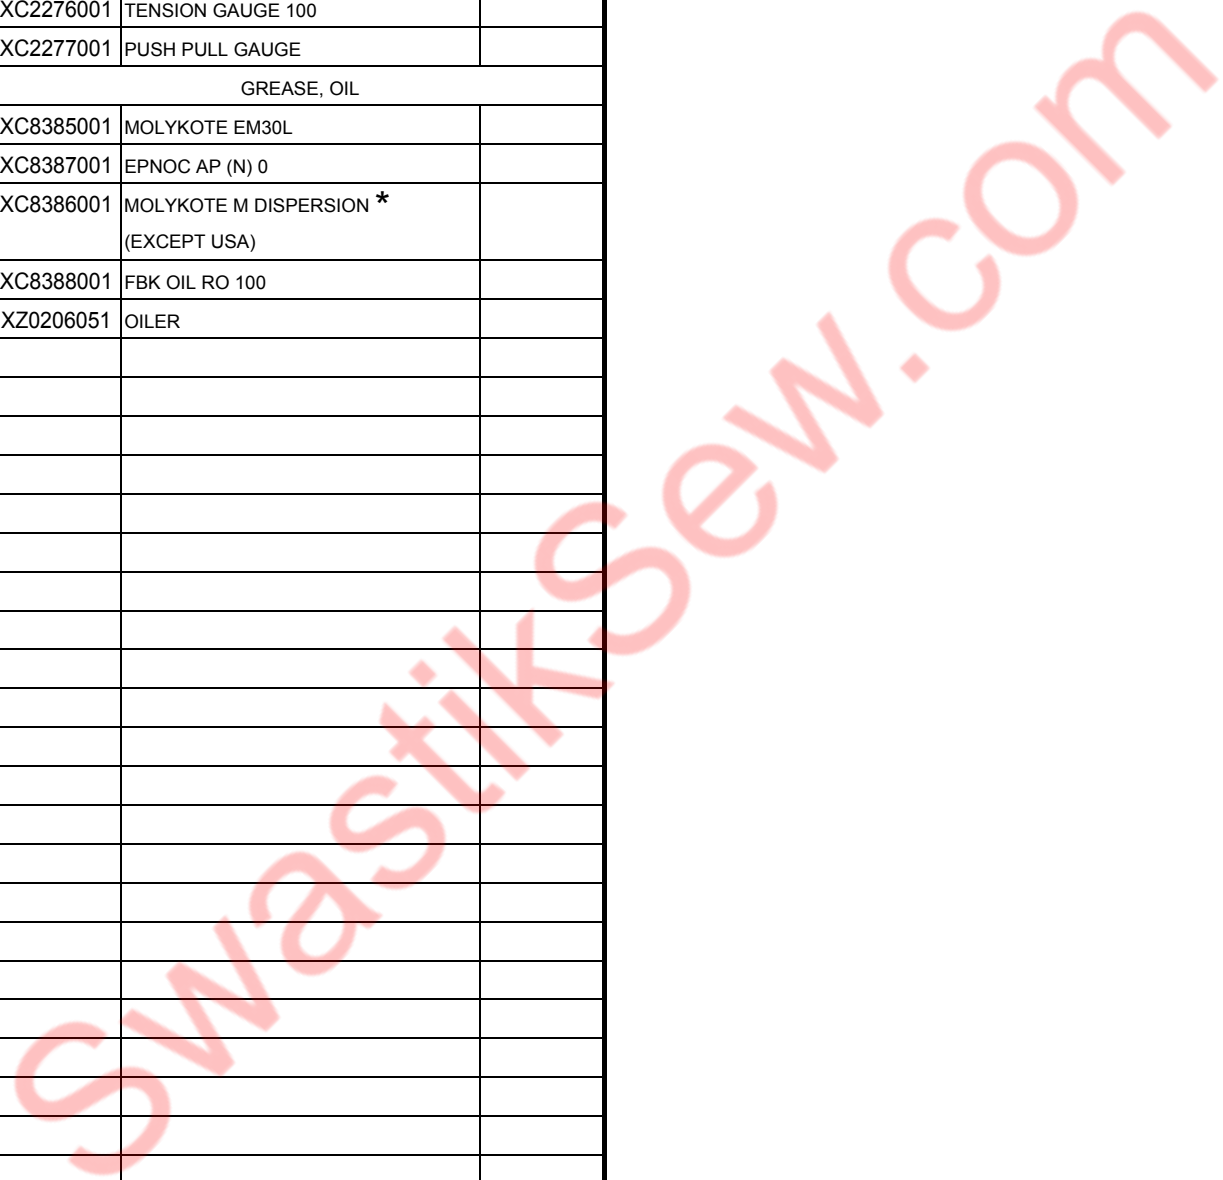 XC2276001 TENSION GAUGE 100
XC2277001 PUSH PULL GAUGE
GREASE, OIL
XC8385001 MOLYKOTE EM30L
XC8387001 EPNOC AP (N) 0
XC8386001 MOLYKOTE M DISPERSION *
(EXCEPT USA)
XC8388001 FBK OIL RO 100
XZ0206051 OILER
SwastikSew.com